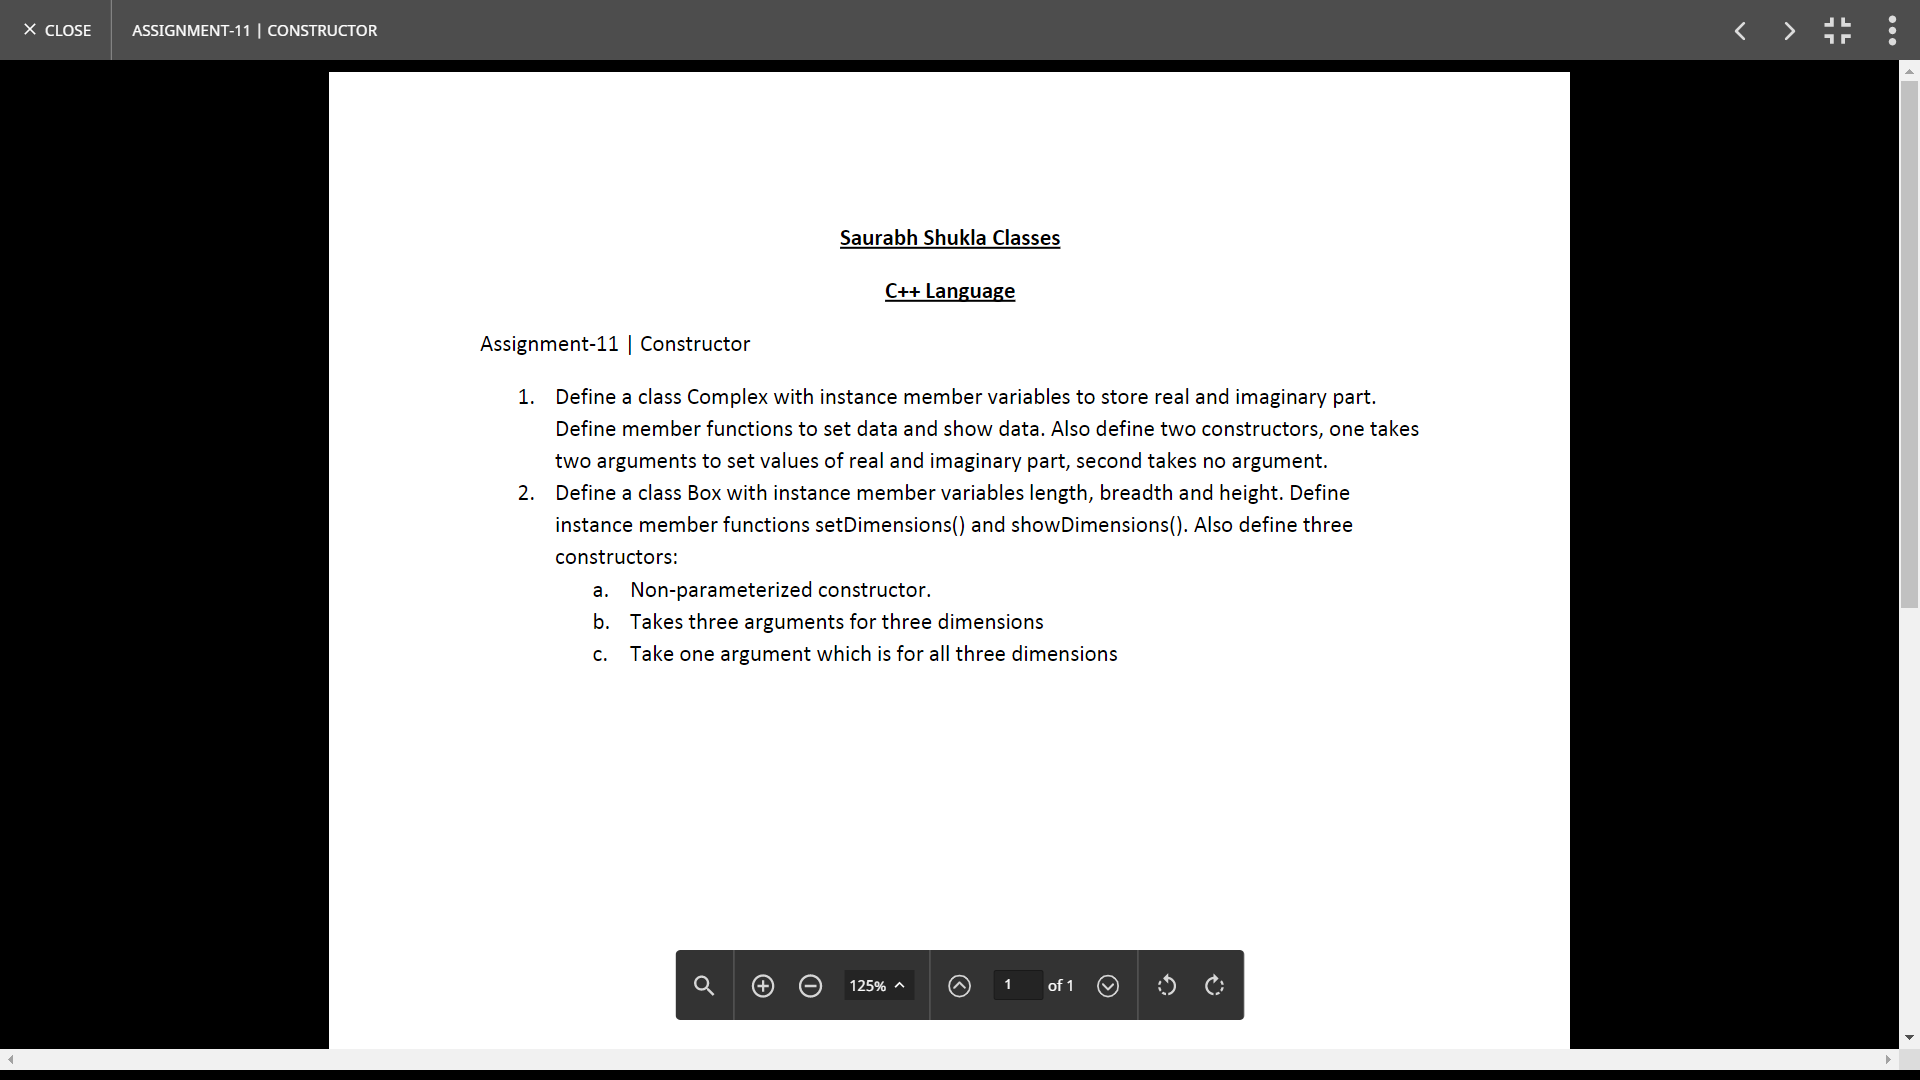 CLOSE
ASSIGNMENT-11 | CONSTRUCTOR
Saurabh Shukla Classes
C++ Language
Assignment-11 | Constructor
1. Define a class Complex with instance member variables to store real and imaginary part.
Define member functions to set data and show data. Also define two constructors, one takes
two arguments to set values of real and imaginary part, second takes no argument.
2. Define a class Box with instance member variables length, breadth and height. Define
instance member functions setDimensions() and showDimensions(). Also define three
constructors:
a. Non-parameterized constructor.
b. Takes three arguments for three dimensions
c. Take one argument which is for all three dimensions
125%
1 of 1